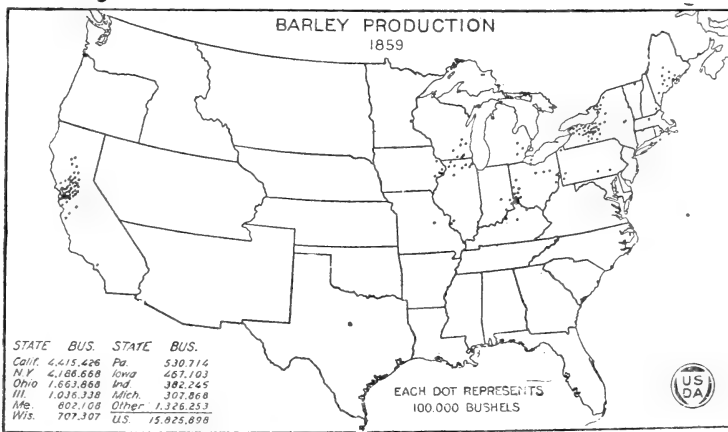 BARLEY PRODUCTION
1859
STATE BUS. STATE BUS.
Calif. 4,415,426 Pa. 530,714
N.Y. 4,186,668 Iowa 467,103
Ohio 1,663,868 Ind. 382,245
Ill. 1,036,338 Mich. 307,868
Me. 802,108 Other 1,326,253
Wis. 707,307 U.S. 15,825,898
EACH DOT REPRESENTS
100,000 BUSHELS
US
DA